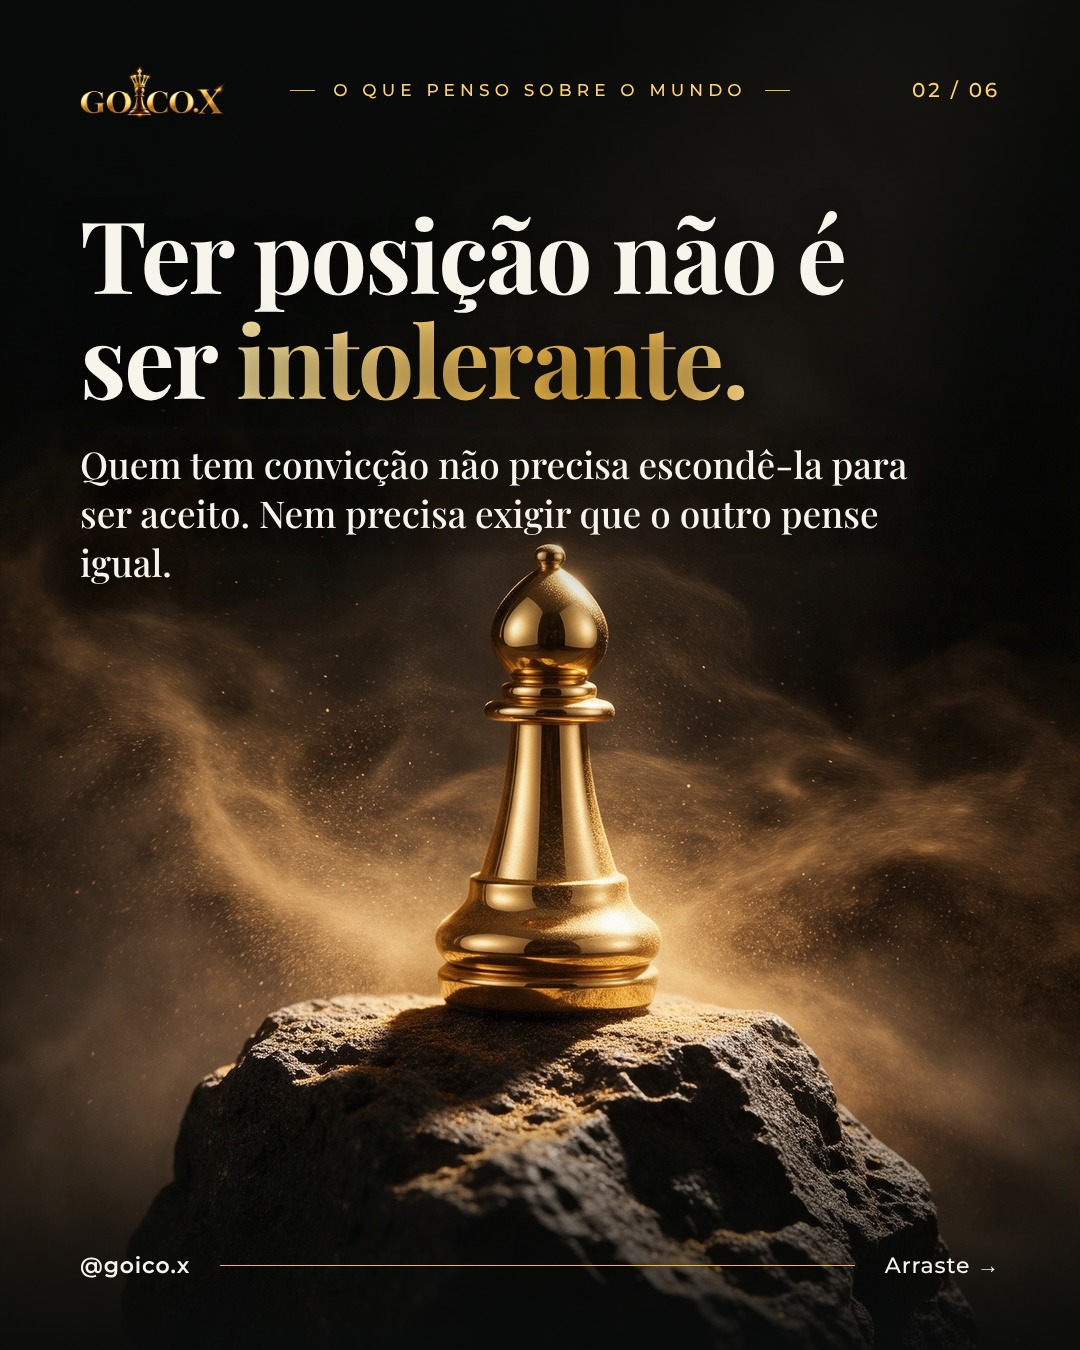 GOICO.X
— O QUE PENSO SOBRE O MUNDO —
02 / 06
Ter posição não é
ser intolerante.
Quem tem convicção não precisa escondê-la para
ser aceito. Nem precisa exigir que o outro pense
igual.
@goico.x
Arraste →